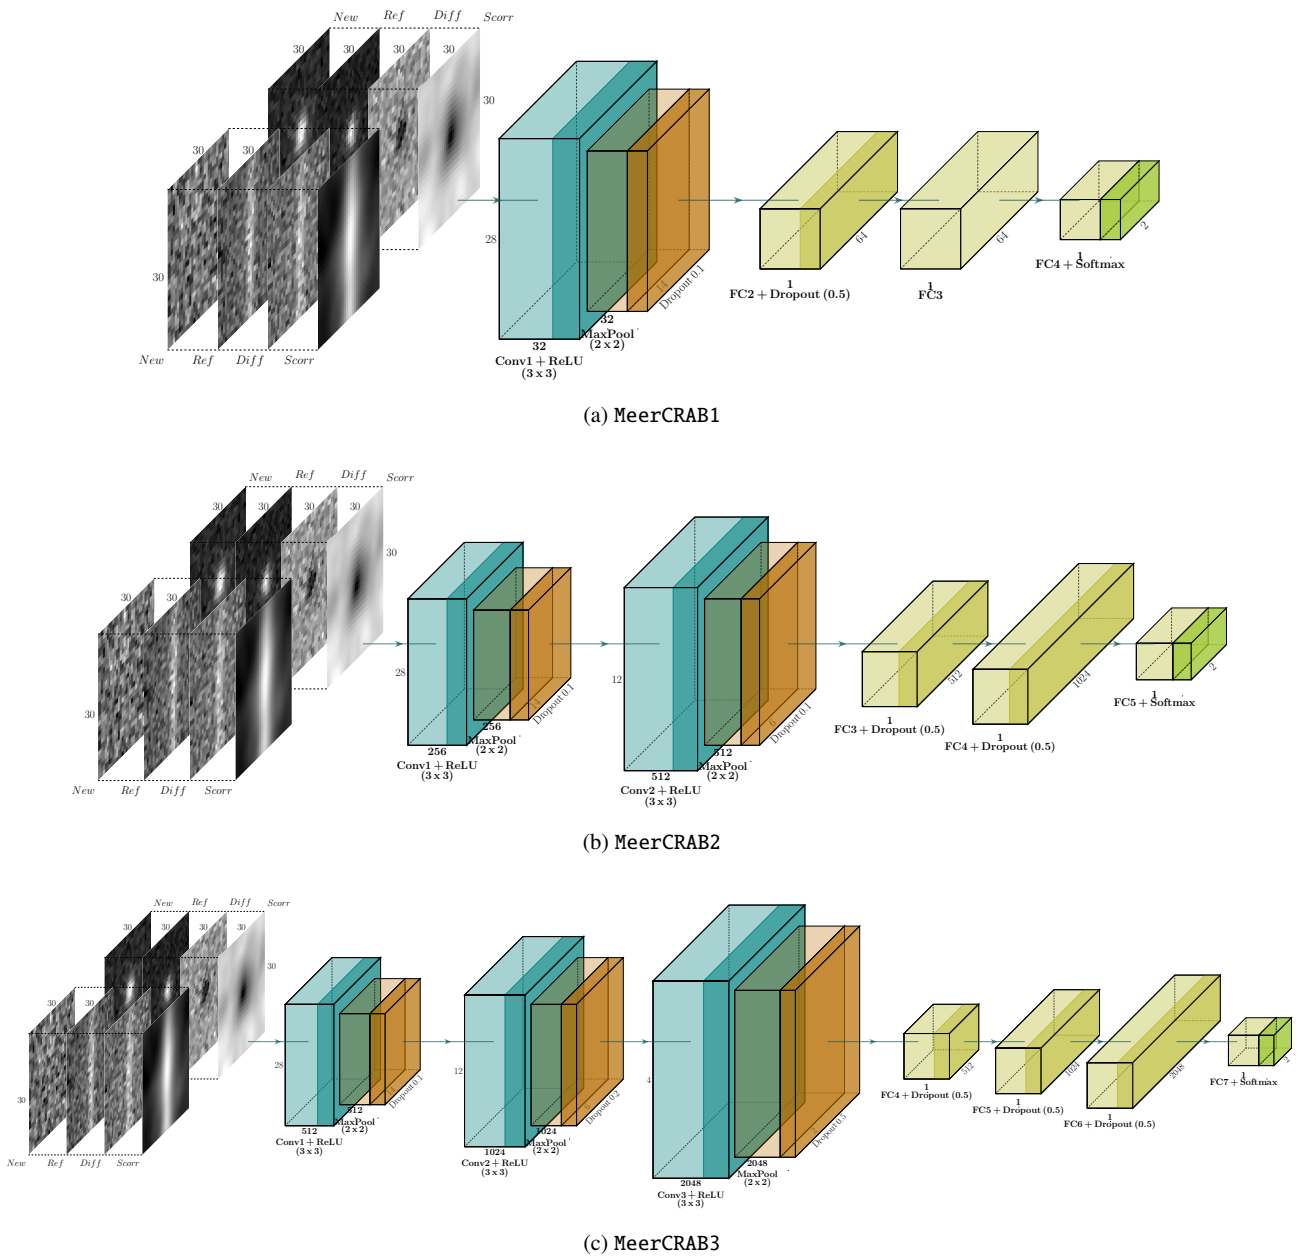 New Ref Diff Scorr
30 30 30 30
30
30 30
30
New Ref Diff Scorr
28
32
Conv1 + ReLU
(3 x 3)
32
MaxPool
(2 x 2)
14
Dropout 0.1
1
FC2 + Dropout (0.5)
64
1
FC3
64
1
FC4 + Softmax
2
(a) MeerCRAB1
New Ref Diff Scorr
30 30 30 30
30
30 30
30
New Ref Diff Scorr
28
256
Conv1 + ReLU
(3 x 3)
256
MaxPool
(2 x 2)
14
Dropout 0.1
12
512
Conv2 + ReLU
(3 x 3)
512
MaxPool
(2 x 2)
6
Dropout 0.1
1
FC3 + Dropout (0.5)
512
1
FC4 + Dropout (0.5)
1024
1
FC5 + Softmax
2
(b) MeerCRAB2
New Ref Diff Scorr
30 30 30 30
30
30 30
30
New Ref Diff Scorr
28
512
Conv1 + ReLU
(3 x 3)
512
MaxPool
(2 x 2)
14
Dropout 0.1
12
1024
Conv2 + ReLU
(3 x 3)
1024
MaxPool
(2 x 2)
6
Dropout 0.2
4
2048
Conv3 + ReLU
(3 x 3)
2048
MaxPool
(2 x 2)
Dropout 0.5
1
FC4 + Dropout (0.5)
512
1
FC5 + Dropout (0.5)
1024
1
FC6 + Dropout (0.5)
2048
1
FC7 + Softmax
2
(c) MeerCRAB3